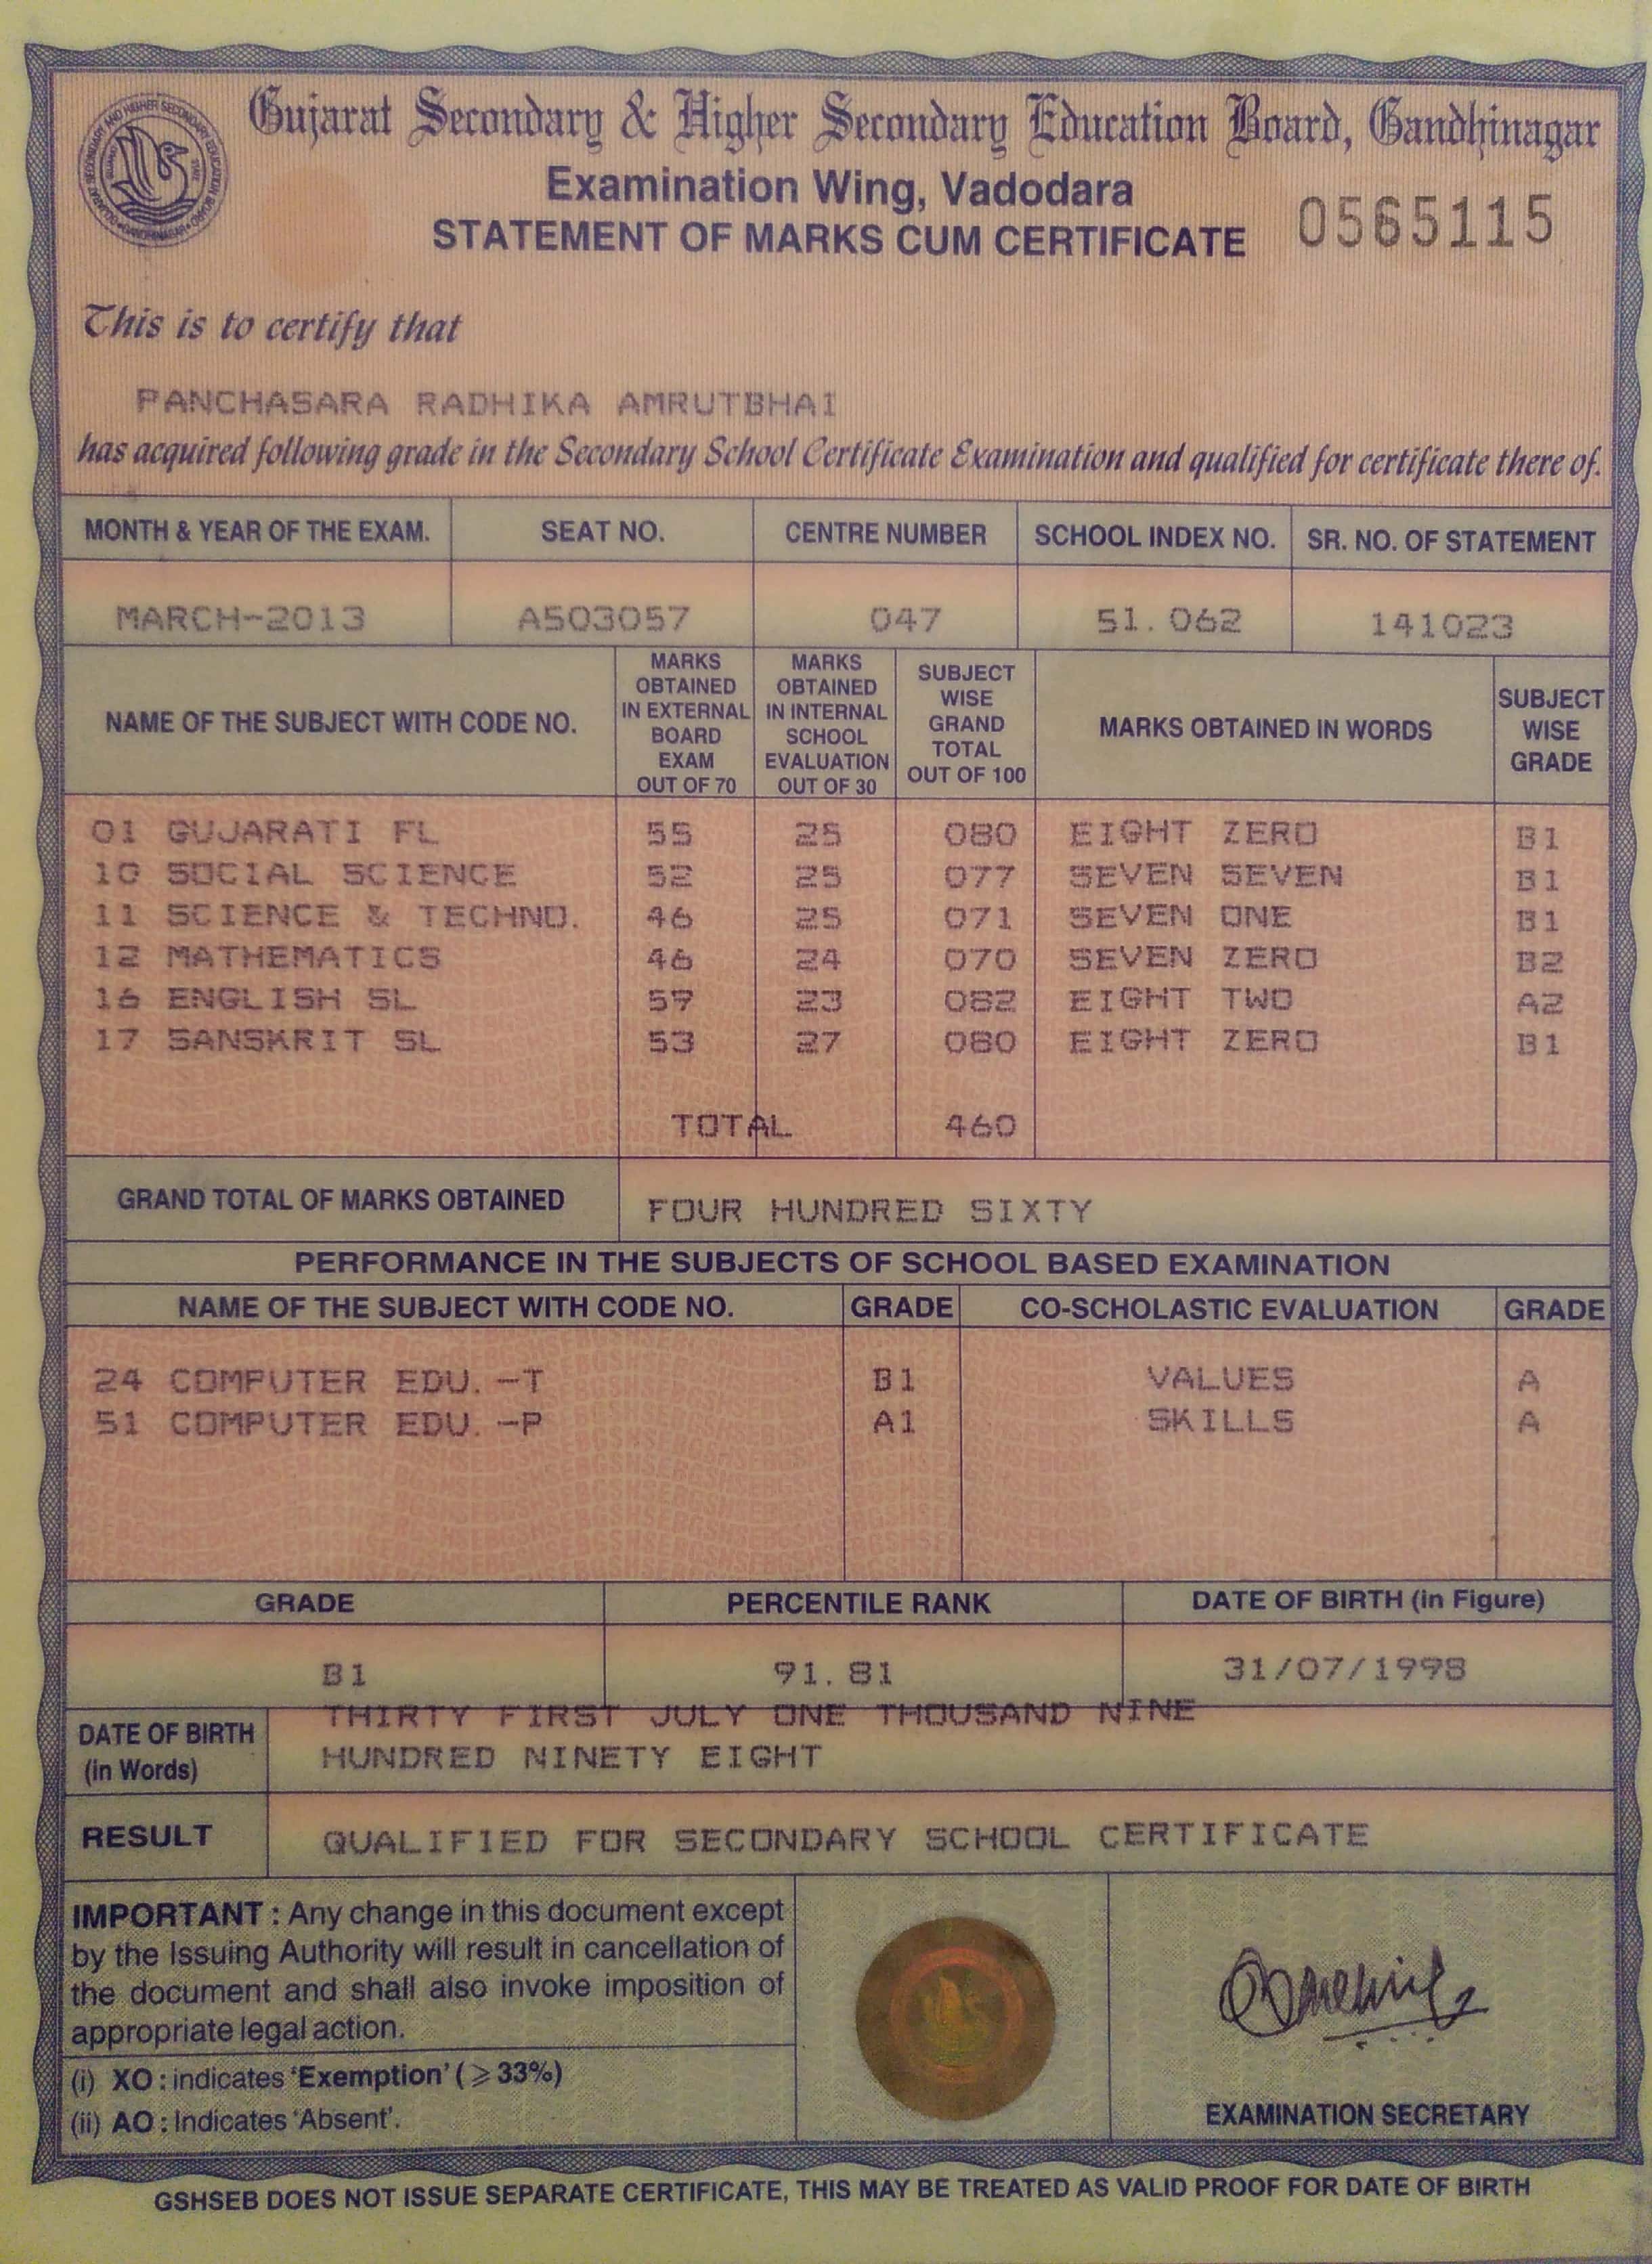 Gujarat Secondary & Higher Secondary Education Board, Gandhinagar
Examination Wing, Vadodara
STATEMENT OF MARKS CUM CERTIFICATE 0565115
This is to certify that
PANCHASARA RADHIKA AMRUTBHAI
has acquired following grade in the Secondary School Certificate Examination and qualified for certificate there of.
MONTH & YEAR OF THE EXAM. SEAT NO. CENTRE NUMBER SCHOOL INDEX NO. SR. NO. OF STATEMENT
MARCH-2013 A503057 047 51.062 141023
NAME OF THE SUBJECT WITH CODE NO. MARKS OBTAINED IN EXTERNAL BOARD EXAM OUT OF 70 MARKS OBTAINED IN INTERNAL SCHOOL EVALUATION OUT OF 30 SUBJECT WISE GRAND TOTAL OUT OF 100 MARKS OBTAINED IN WORDS SUBJECT WISE GRADE
01 GUJARATI FL 55 25 080 EIGHT ZERO B1
10 SOCIAL SCIENCE 52 25 077 SEVEN SEVEN B1
11 SCIENCE & TECHNO. 46 25 071 SEVEN ONE B1
12 MATHEMATICS 46 24 070 SEVEN ZERO B2
16 ENGLISH SL 59 23 082 EIGHT TWO A2
17 SANSKRIT SL 53 27 080 EIGHT ZERO B1
TOTAL 460
GRAND TOTAL OF MARKS OBTAINED FOUR HUNDRED SIXTY
PERFORMANCE IN THE SUBJECTS OF SCHOOL BASED EXAMINATION
NAME OF THE SUBJECT WITH CODE NO. GRADE CO-SCHOLASTIC EVALUATION GRADE
24 COMPUTER EDU.-T B1 VALUES A
51 COMPUTER EDU.-P A1 SKILLS A
GRADE PERCENTILE RANK DATE OF BIRTH (in Figure)
B1 91.81 31/07/1998
DATE OF BIRTH (in Words) THIRTY FIRST JULY ONE THOUSAND NINE
HUNDRED NINETY EIGHT
RESULT QUALIFIED FOR SECONDARY SCHOOL CERTIFICATE
IMPORTANT : Any change in this document except
by the Issuing Authority will result in cancellation of
the document and shall also invoke imposition of
appropriate legal action.
(i) XO : indicates 'Exemption' (≥ 33%)
(ii) AO : Indicates 'Absent'.
EXAMINATION SECRETARY
GSHSEB DOES NOT ISSUE SEPARATE CERTIFICATE, THIS MAY BE TREATED AS VALID PROOF FOR DATE OF BIRTH